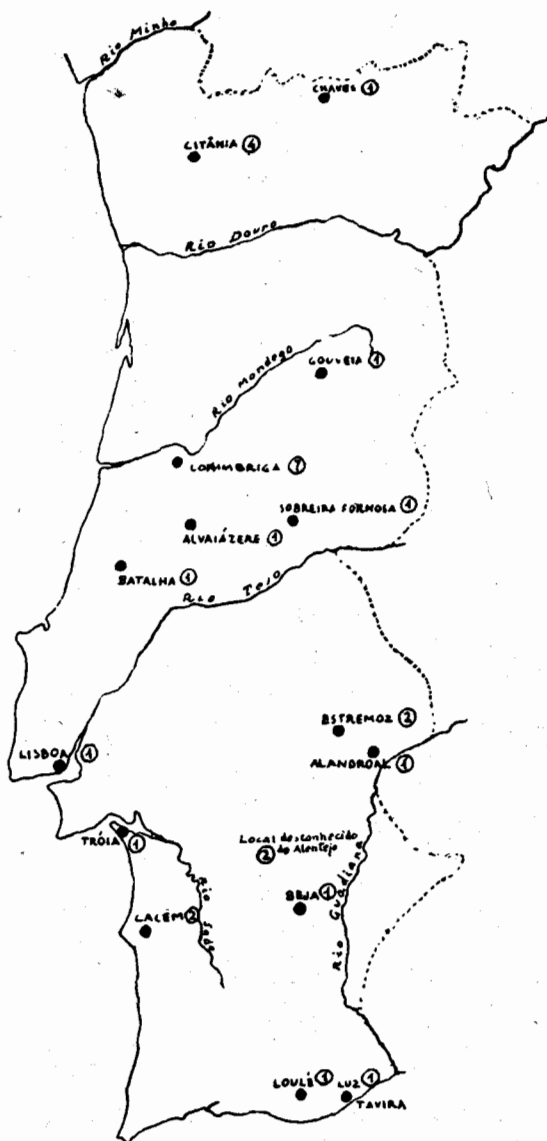 Rio Minho
CHAVES 1
CITÂNIA 4
Rio Douro
Rio Mondego
GOUVEIA 1
CONIMBRIGA 7
SOBREIRA FORMOSA 1
ALVAIÁZERE 1
BATALHA 1
Rio Tejo
ESTREMOZ 2
LISBOA 1
ALANDROAL 1
TRÓIA 1
Local desconhecido
do Alentejo
2
BEJA 1
Rio Guadiana
CACÉM 2
Rio Sado
LOULÉ 1
LUZ 1
TAVIRA